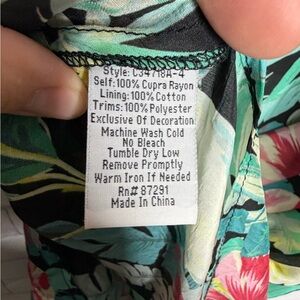 Style: C34718A-4
Self:100% Cupra Rayon
Lining:100%Cotton
Trims:100%Polyester
Exclusive Of Decoration
Machine Wash Cold
No Bleach
Tumble Dry Low
Remove Promptly
Warm Iron If Needed
Rn# 87291
Made In China